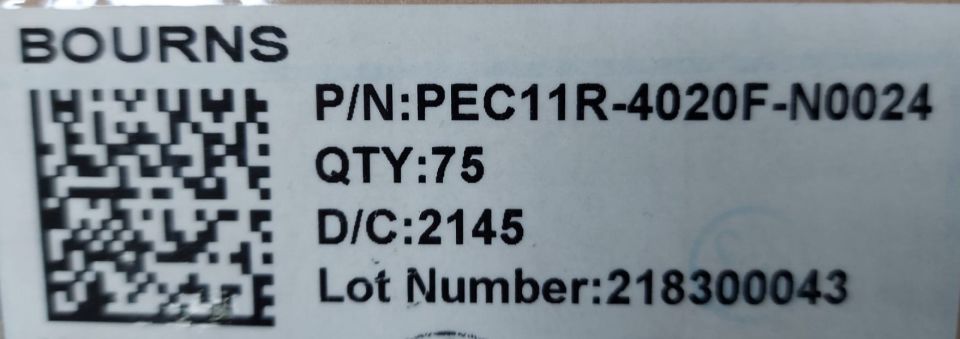 BOURNS
P/N:PEC11R-4020F-N0024
QTY:75
D/C:2145
Lot Number:218300043